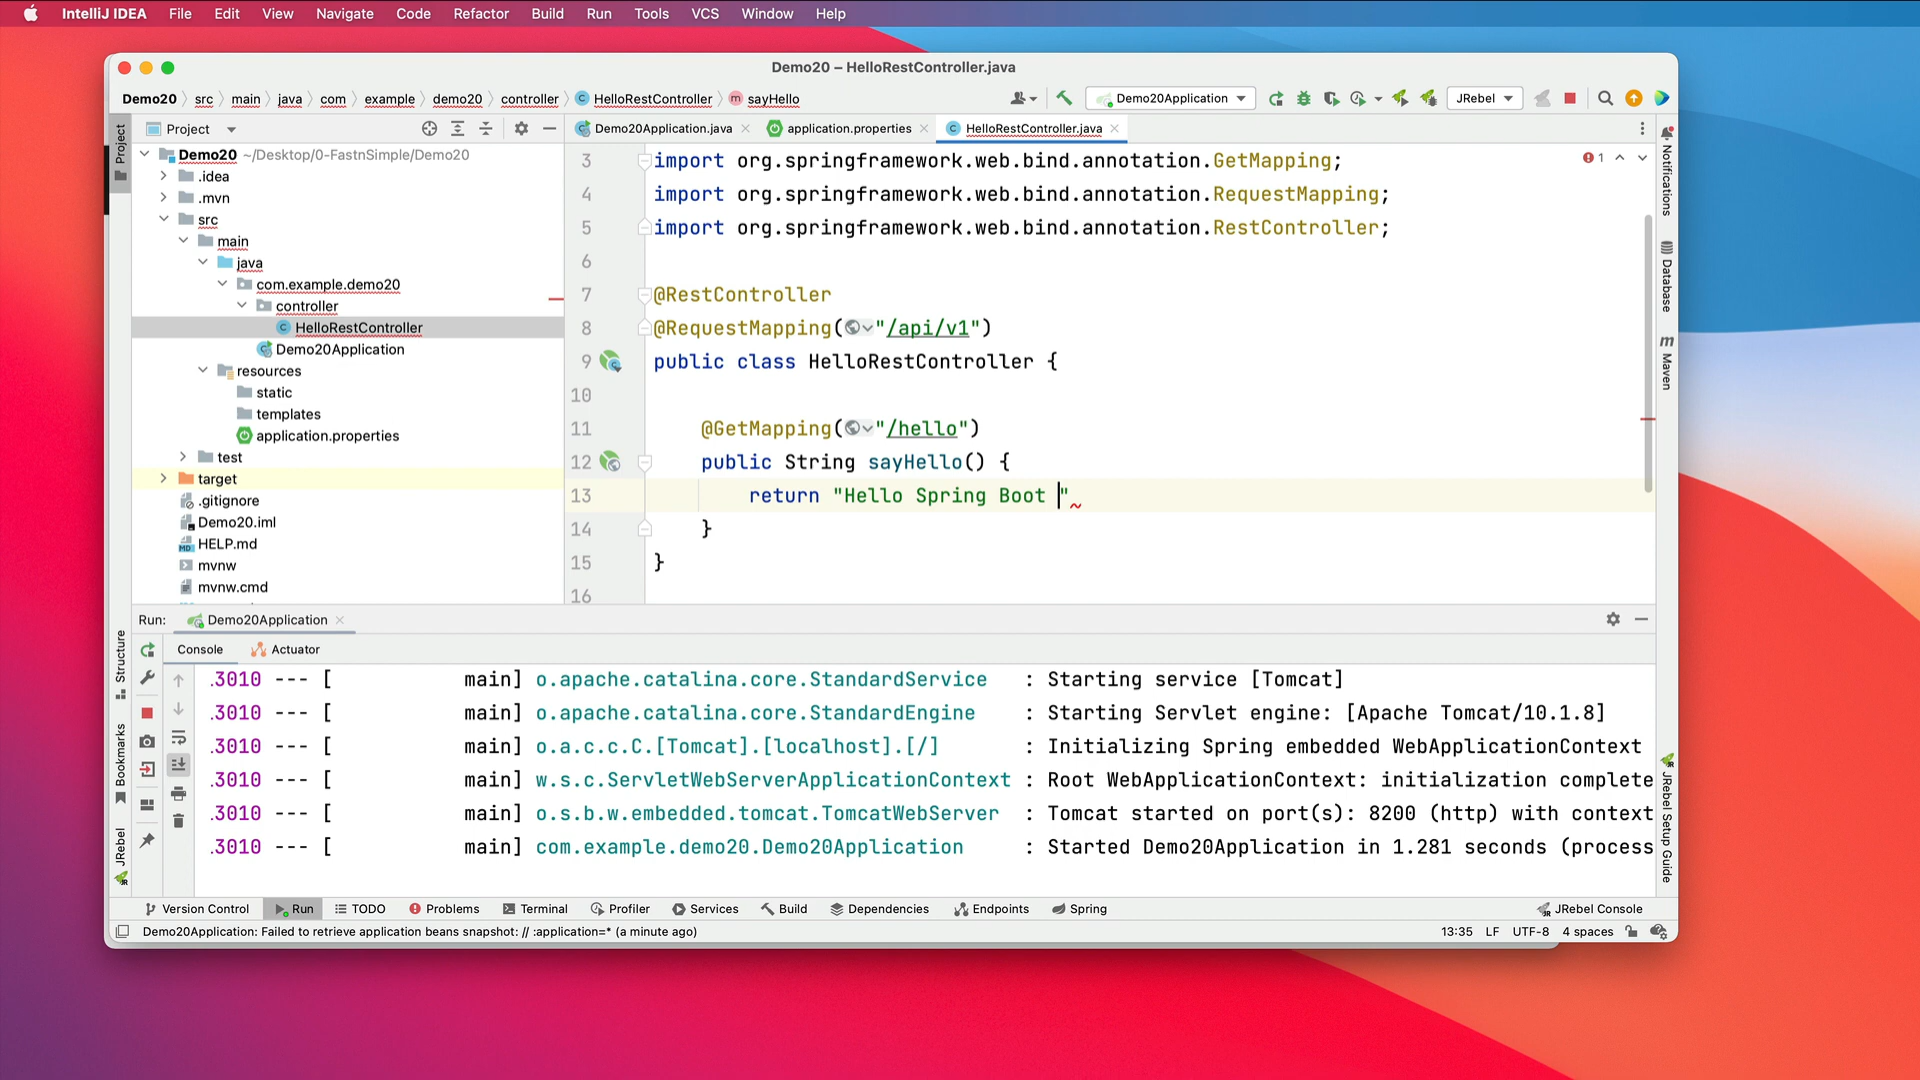 IntelliJ IDEA File Edit View Navigate Code Refactor Build Run Tools VCS Window Help
Demo20 – HelloRestController.java
Demo20 src main java com example demo20 controller HelloRestController m sayHello Demo20Application JRebel
Project
Project
Demo20Application.java application.properties HelloRestController.java
Demo20 ~/Desktop/0-FastnSimple/Demo20
.idea
.mvn
src
main
java
com.example.demo20
controller
HelloRestController
Demo20Application
resources
static
templates
application.properties
test
target
.gitignore
Demo20.iml
HELP.md
mvnw
mvnw.cmd
1
3 import org.springframework.web.bind.annotation.GetMapping;
4 import org.springframework.web.bind.annotation.RequestMapping;
5 import org.springframework.web.bind.annotation.RestController;
6
7 @RestController
8 @RequestMapping("/api/v1")
9 public class HelloRestController {
10
11 @GetMapping("/hello")
12 public String sayHello() {
13 return "Hello Spring Boot "
14 }
15 }
16
Notifications
Database
Maven
JRebel Setup Guide
Structure
Bookmarks
JRebel
Run: Demo20Application
Console Actuator
.3010 --- [ main] o.apache.catalina.core.StandardService : Starting service [Tomcat]
.3010 --- [ main] o.apache.catalina.core.StandardEngine : Starting Servlet engine: [Apache Tomcat/10.1.8]
.3010 --- [ main] o.a.c.c.C.[Tomcat].[localhost].[/] : Initializing Spring embedded WebApplicationContext
.3010 --- [ main] w.s.c.ServletWebServerApplicationContext : Root WebApplicationContext: initialization complete
.3010 --- [ main] o.s.b.w.embedded.tomcat.TomcatWebServer : Tomcat started on port(s): 8200 (http) with context
.3010 --- [ main] com.example.demo20.Demo20Application : Started Demo20Application in 1.281 seconds (process
Version Control Run TODO Problems Terminal Profiler Services Build Dependencies Endpoints Spring JRebel Console
Demo20Application: Failed to retrieve application beans snapshot: // :application=* (a minute ago) 13:35 LF UTF-8 4 spaces